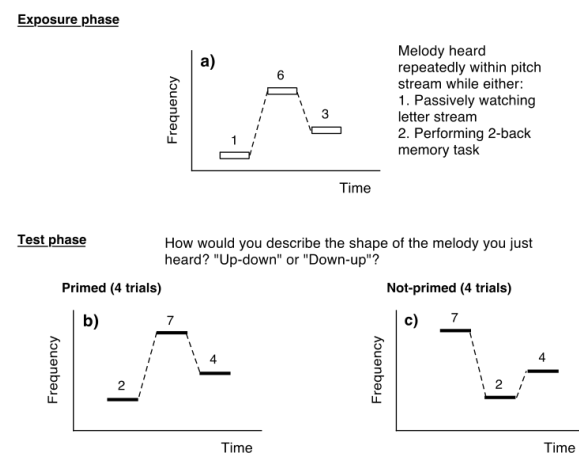 Exposure phase
a)
6
3
1
Frequency
Time
Melody heard
repeatedly within pitch
stream while either:
1. Passively watching
letter stream
2. Performing 2-back
memory task
Test phase
How would you describe the shape of the melody you just
heard? "Up-down" or "Down-up"?
Primed (4 trials)
b)
7
4
2
Frequency
Time
Not-primed (4 trials)
c)
7
4
2
Frequency
Time